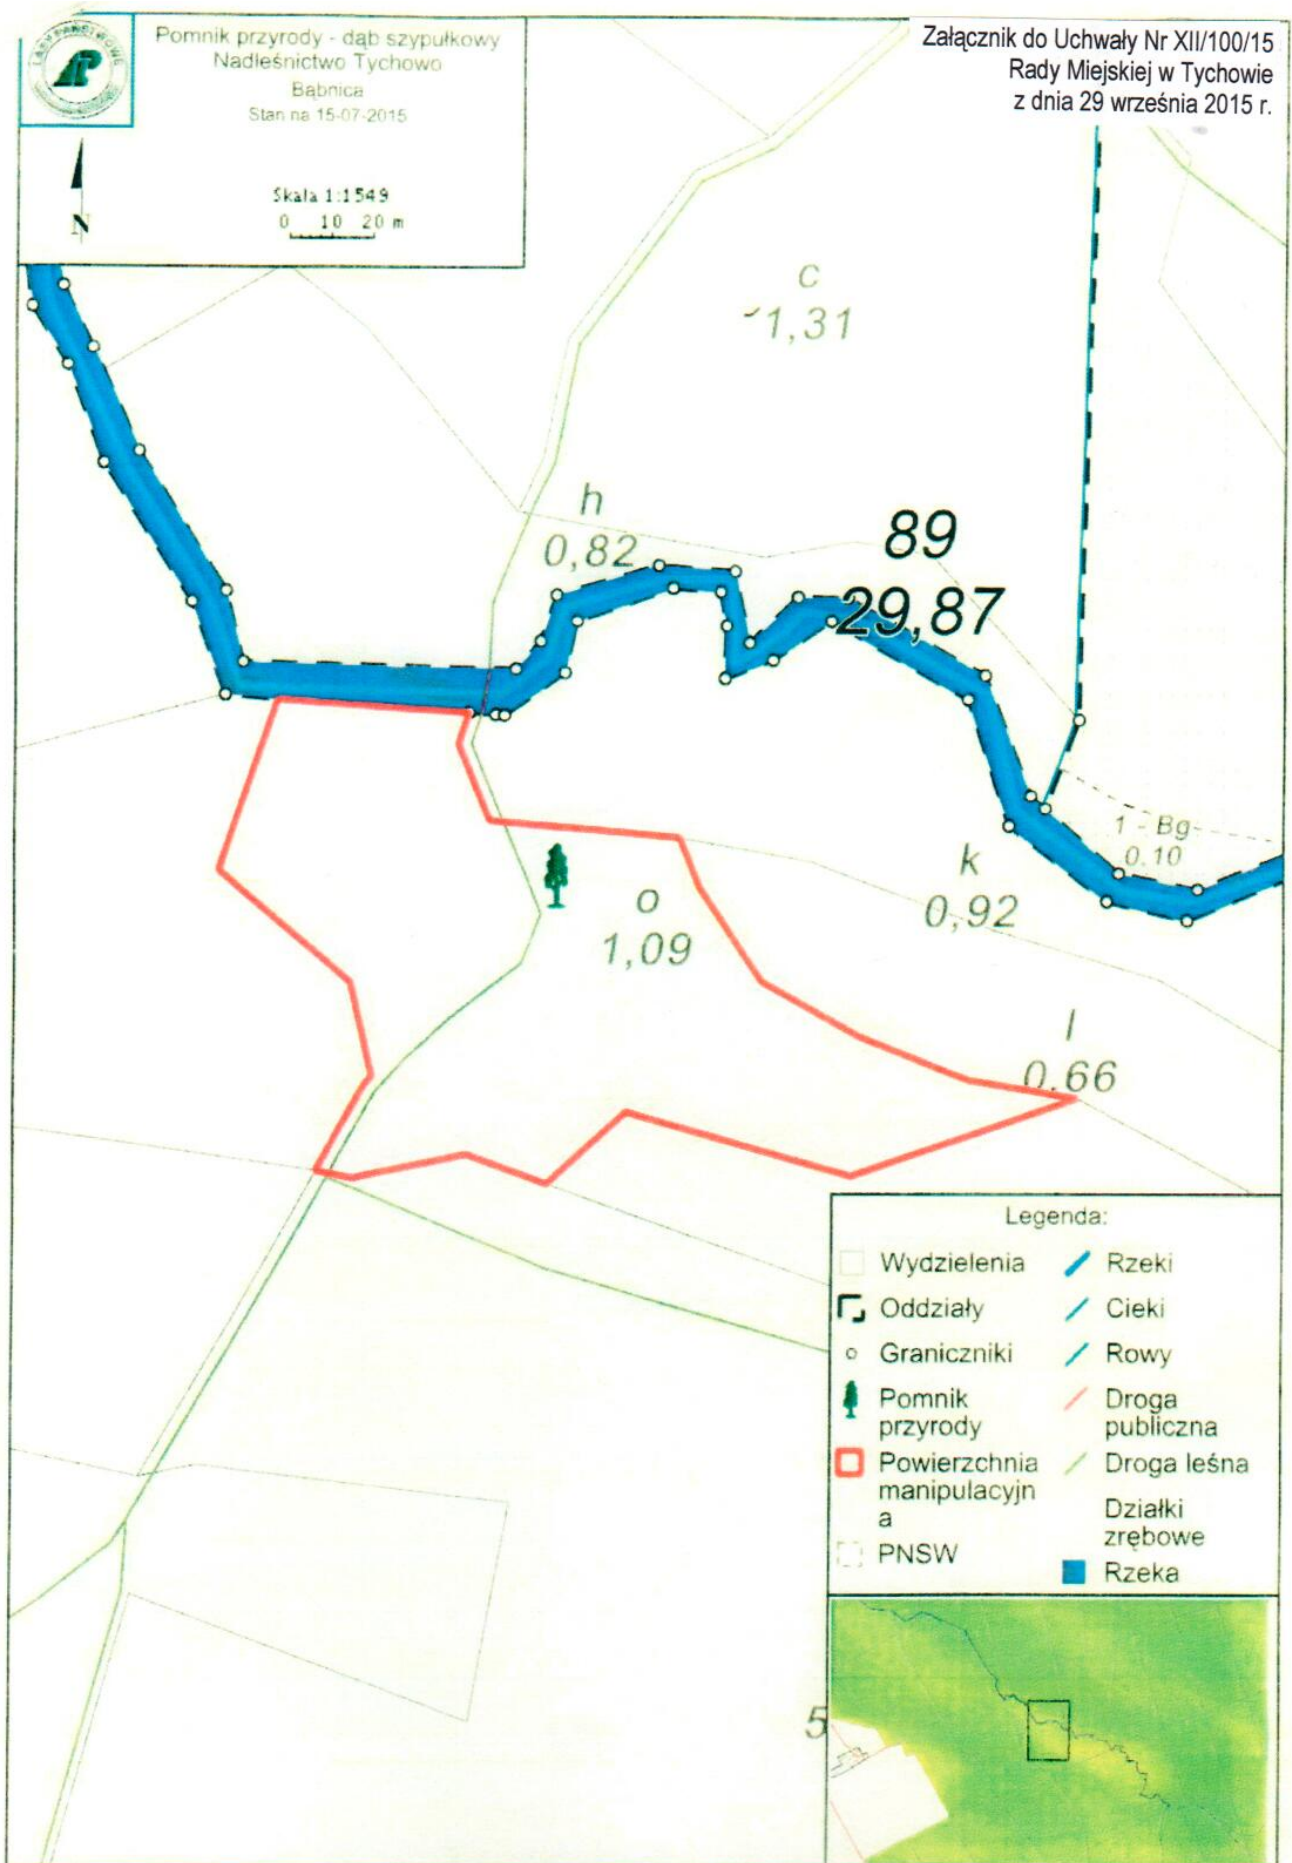 Pomnik przyrody - dąb szypułkowy
Nadleśnictwo Tychowo
Bąbnica
Stan na 15-07-2015
Skala 1:1549
0 10 20 m
N
Załącznik do Uchwały Nr XII/100/15
Rady Miejskiej w Tychowie
z dnia 29 września 2015 r.
c
1,31
h
0,82
89
29,87
1 - Bg
0.10
k
0,92
o
1,09
l
0.66
5
Legenda:
Wydzielenia
Oddziały
Graniczniki
Pomnik
przyrody
Powierzchnia
manipulacyjn
a
PNSW
Rzeki
Cieki
Rowy
Droga
publiczna
Droga leśna
Działki
zrębowe
Rzeka